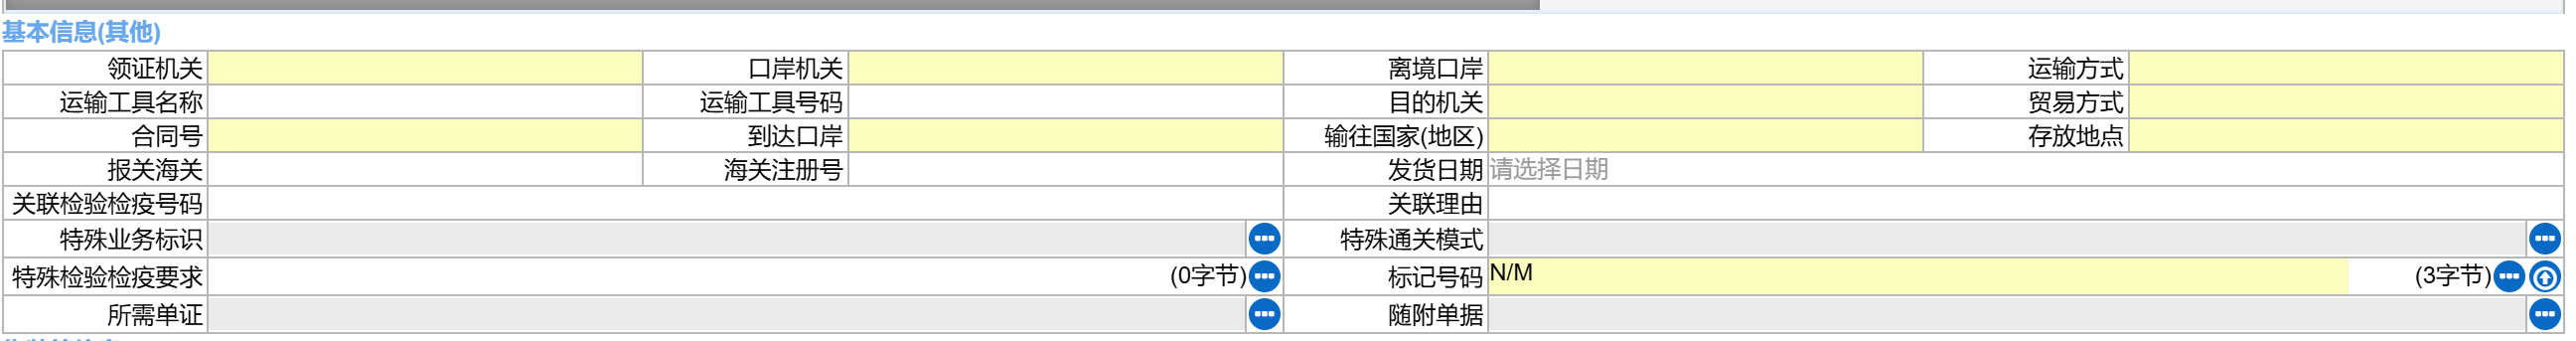 基本信息(其他)
领证机关 口岸机关 离境口岸 运输方式
运输工具名称 运输工具号码 目的机关 贸易方式
合同号 到达口岸 输往国家(地区) 存放地点
报关海关 海关注册号 发货日期 请选择日期
关联检验检疫号码 关联理由
特殊业务标识 特殊通关模式
特殊检验检疫要求 (0字节) 标记号码 N/M (3字节)
所需单证 随附单据